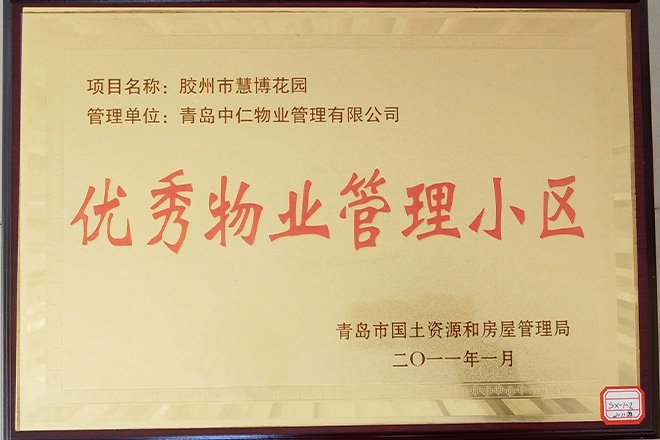 项目名称：胶州市慧博花园
管理单位：青岛中仁物业管理有限公司
优秀物业管理小区
青岛市国土资源和房屋管理局
二〇一一年一月